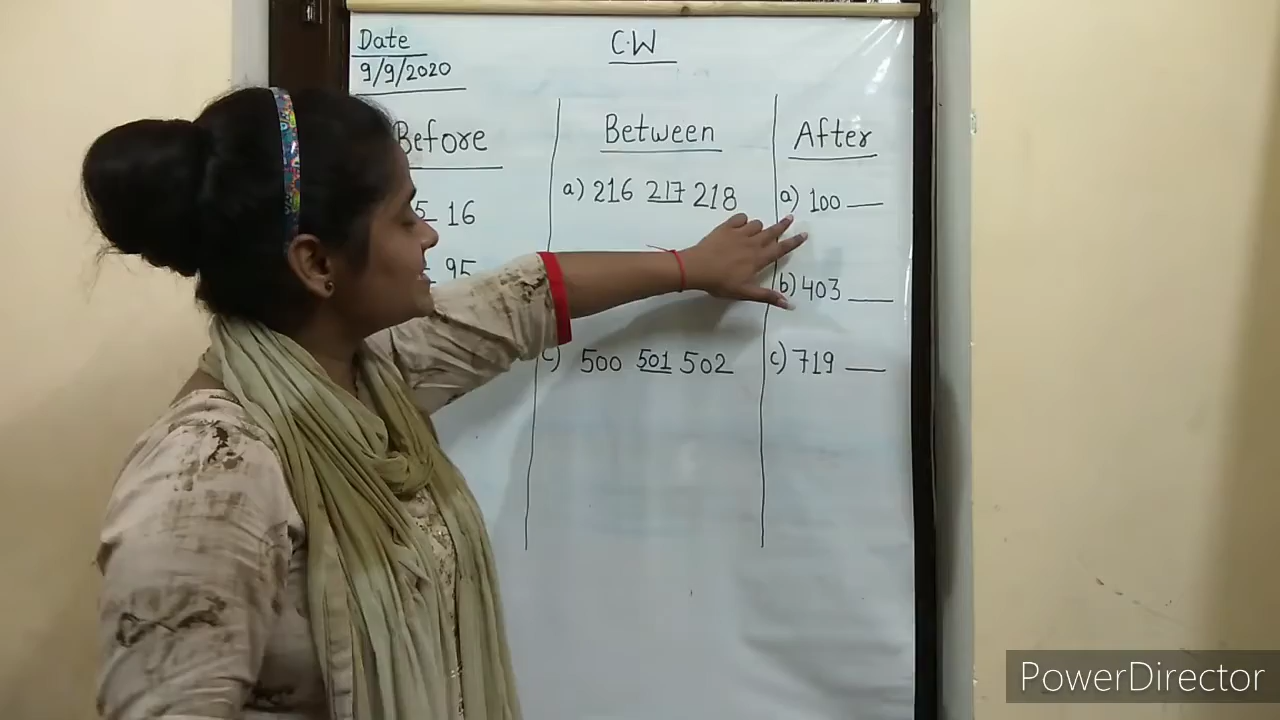 Date
9/9/2020
C.W
Before
5 16
95
Between
a) 216 217 218
c) 500 501 502
After
a) 100 __
b) 403 __
c) 719 __
PowerDirector